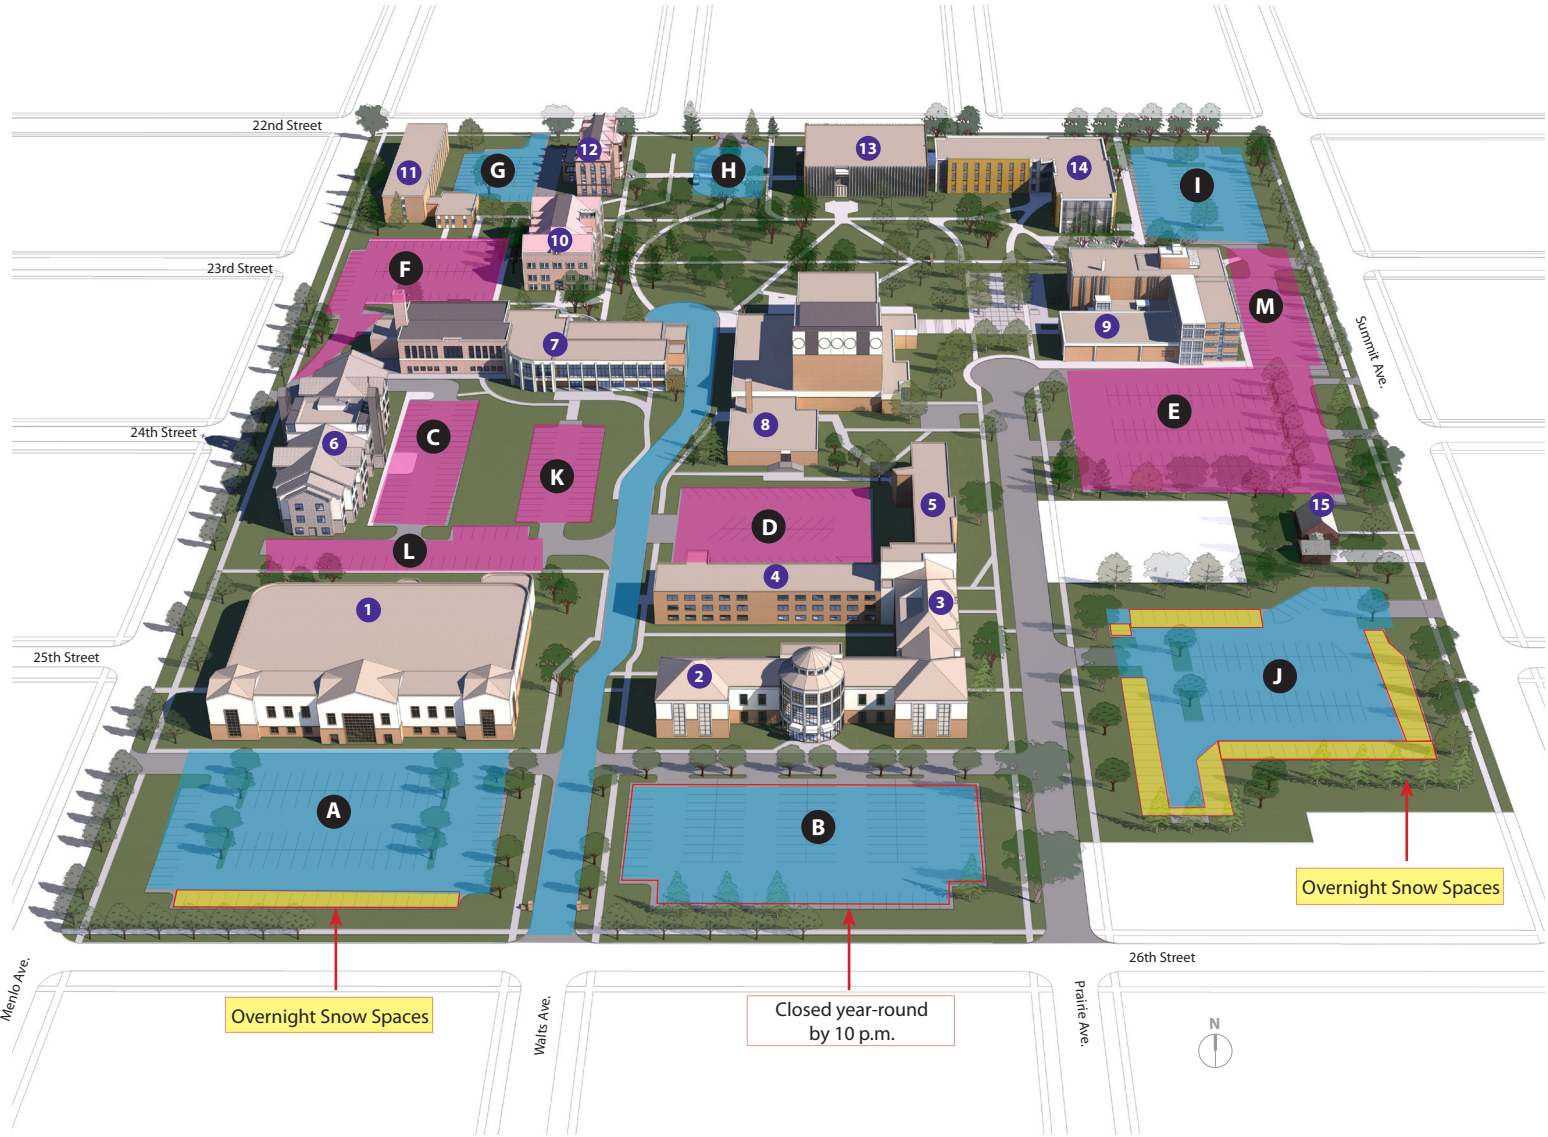 22nd Street
12
13
11
G
H
14
I
10
F
23rd Street
M
9
7
Summit Ave.
E
C
8
24th Street
6
K
5
15
D
L
4
3
1
25th Street
2
J
A
B
Overnight Snow Spaces
26th Street
Menlo Ave.
Overnight Snow Spaces
Closed year-round
by 10 p.m.
Walts Ave.
Prairie Ave.
N